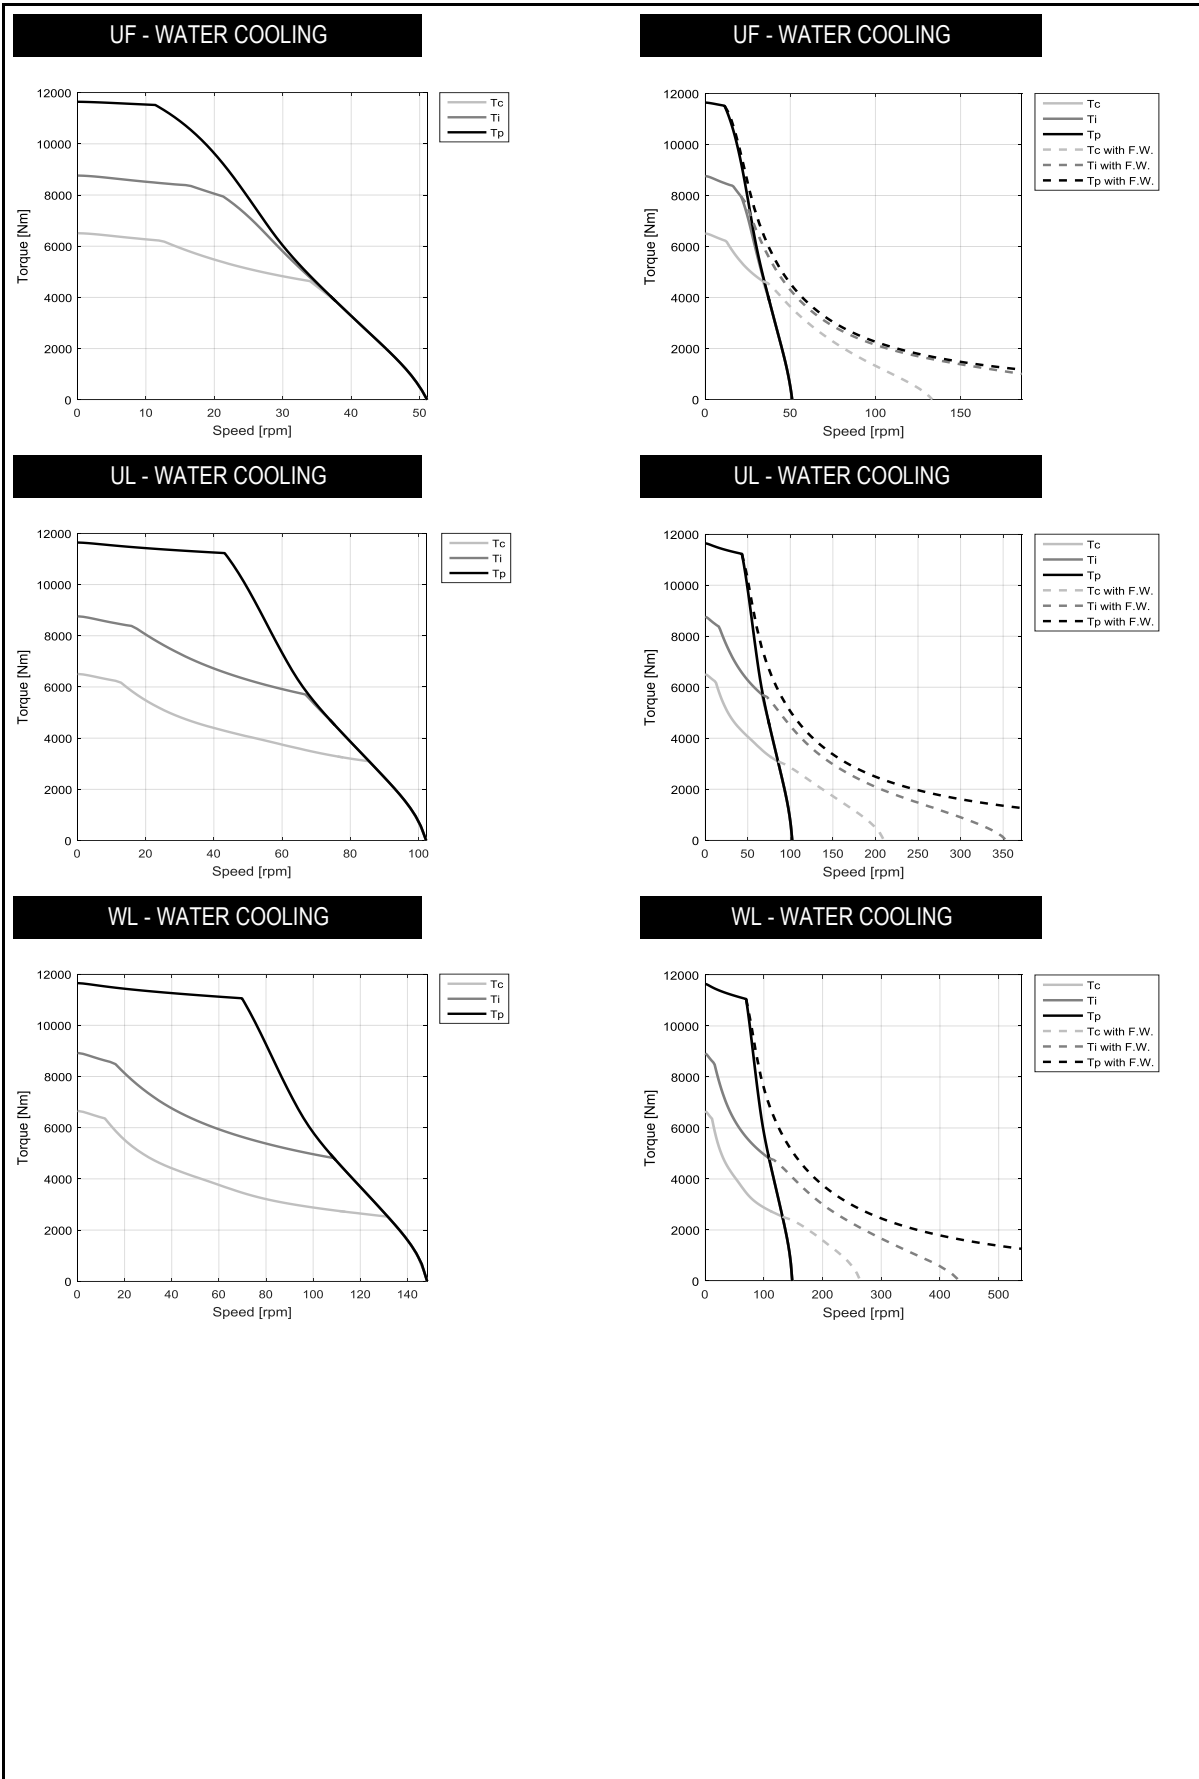 UF - WATER COOLING
12000
10000
8000
6000
4000
2000
0
Torque [Nm]
0 10 20 30 40 50
Speed [rpm]
Tc
Ti
Tp
UF - WATER COOLING
12000
10000
8000
6000
4000
2000
0
Torque [Nm]
0 50 100 150
Speed [rpm]
Tc
Ti
Tp
Tc with F.W.
Ti with F.W.
Tp with F.W.
UL - WATER COOLING
12000
10000
8000
6000
4000
2000
0
Torque [Nm]
0 20 40 60 80 100
Speed [rpm]
Tc
Ti
Tp
UL - WATER COOLING
12000
10000
8000
6000
4000
2000
0
Torque [Nm]
0 50 100 150 200 250 300 350
Speed [rpm]
Tc
Ti
Tp
Tc with F.W.
Ti with F.W.
Tp with F.W.
WL - WATER COOLING
12000
10000
8000
6000
4000
2000
0
Torque [Nm]
0 20 40 60 80 100 120 140
Speed [rpm]
Tc
Ti
Tp
WL - WATER COOLING
12000
10000
8000
6000
4000
2000
0
Torque [Nm]
0 100 200 300 400 500
Speed [rpm]
Tc
Ti
Tp
Tc with F.W.
Ti with F.W.
Tp with F.W.